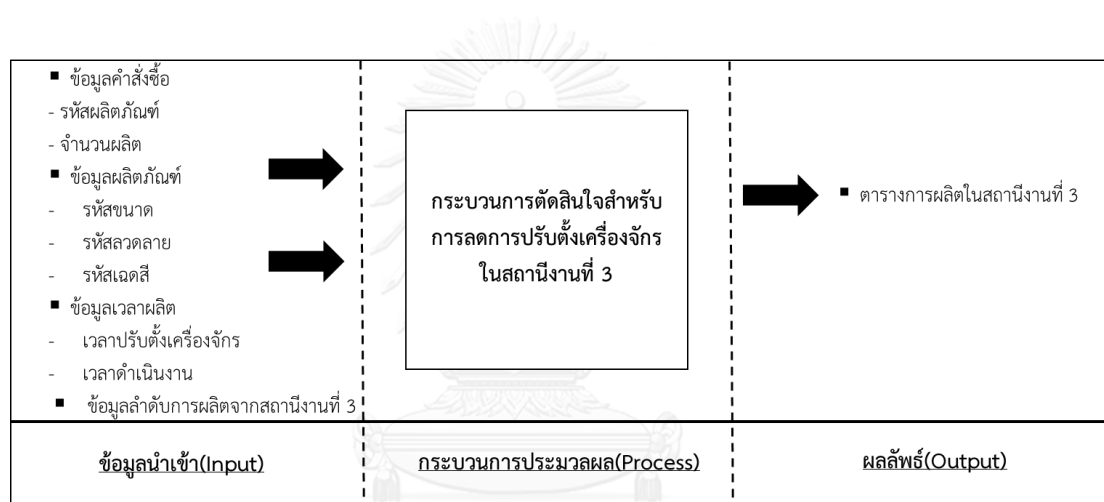 ▪ ข้อมูลคำสั่งซื้อ
- รหัสผลิตภัณฑ์
- จำนวนผลิต
▪ ข้อมูลผลิตภัณฑ์
- รหัสขนาด
- รหัสลวดลาย
- รหัสเฉดสี
▪ ข้อมูลเวลาผลิต
- เวลาปรับตั้งเครื่องจักร
- เวลาดำเนินงาน
▪ ข้อมูลลำดับการผลิตจากสถานีงานที่ 3
กระบวนการตัดสินใจสำหรับ
การลดการปรับตั้งเครื่องจักร
ในสถานีงานที่ 3
▪ ตารางการผลิตในสถานีงานที่ 3
ข้อมูลนำเข้า(Input)
กระบวนการประมวลผล(Process)
ผลลัพธ์(Output)